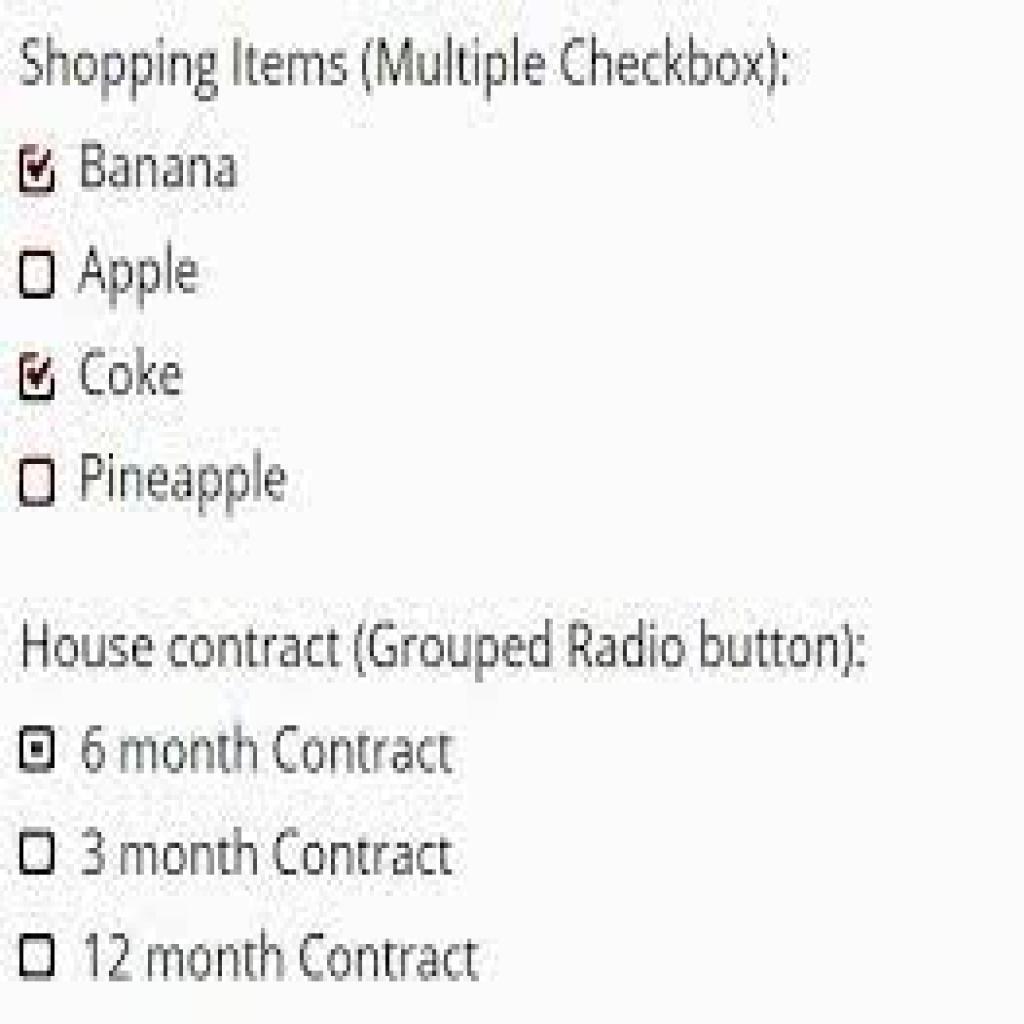 Shopping Items (Multiple Checkbox):
Banana
Apple
Coke
Pineapple
House contract (Grouped Radio button):
6 month Contract
3 month Contract
12 month Contract